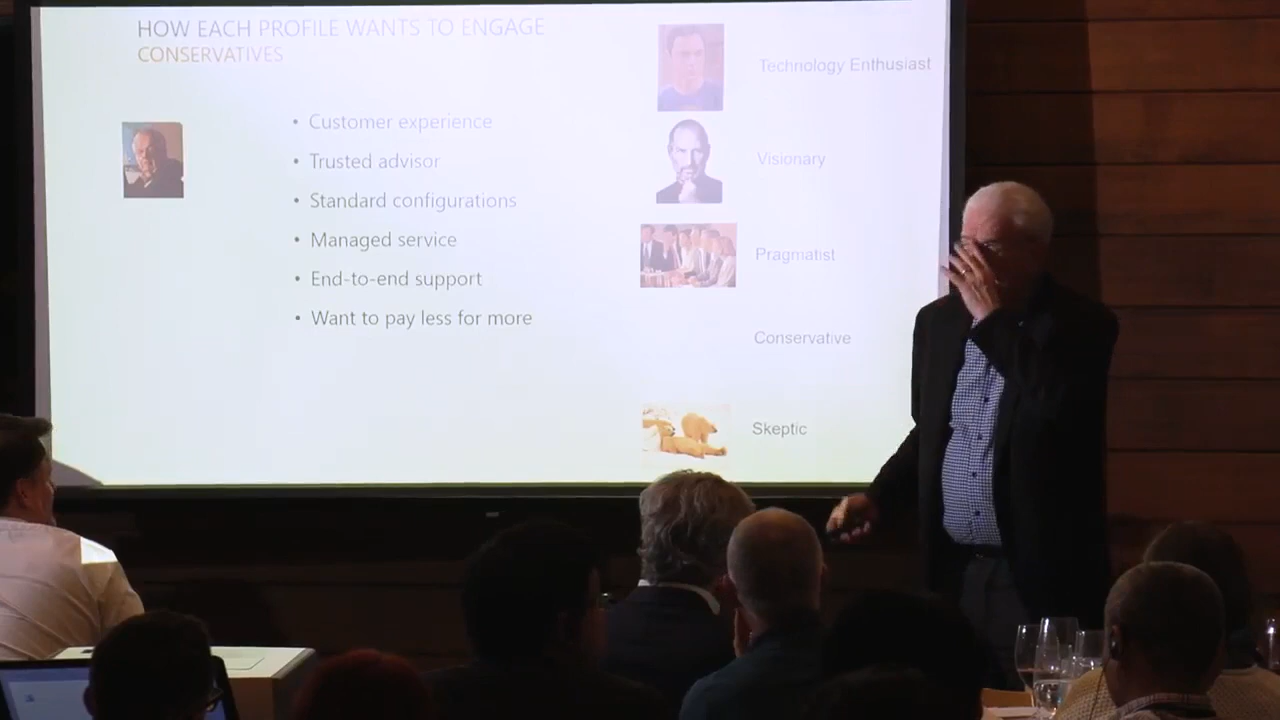 HOW EACH PROFILE WANTS TO ENGAGE
CONSERVATIVES
• Customer experience
• Trusted advisor
• Standard configurations
• Managed service
• End-to-end support
• Want to pay less for more
Technology Enthusiast
Visionary
Pragmatist
Conservative
Skeptic